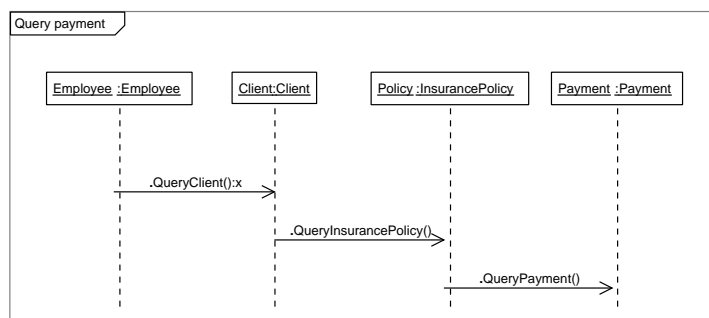 Query payment
Employee :Employee
Client:Client
Policy :InsurancePolicy
Payment :Payment
.QueryClient():x
.QueryInsurancePolicy()
.QueryPayment()